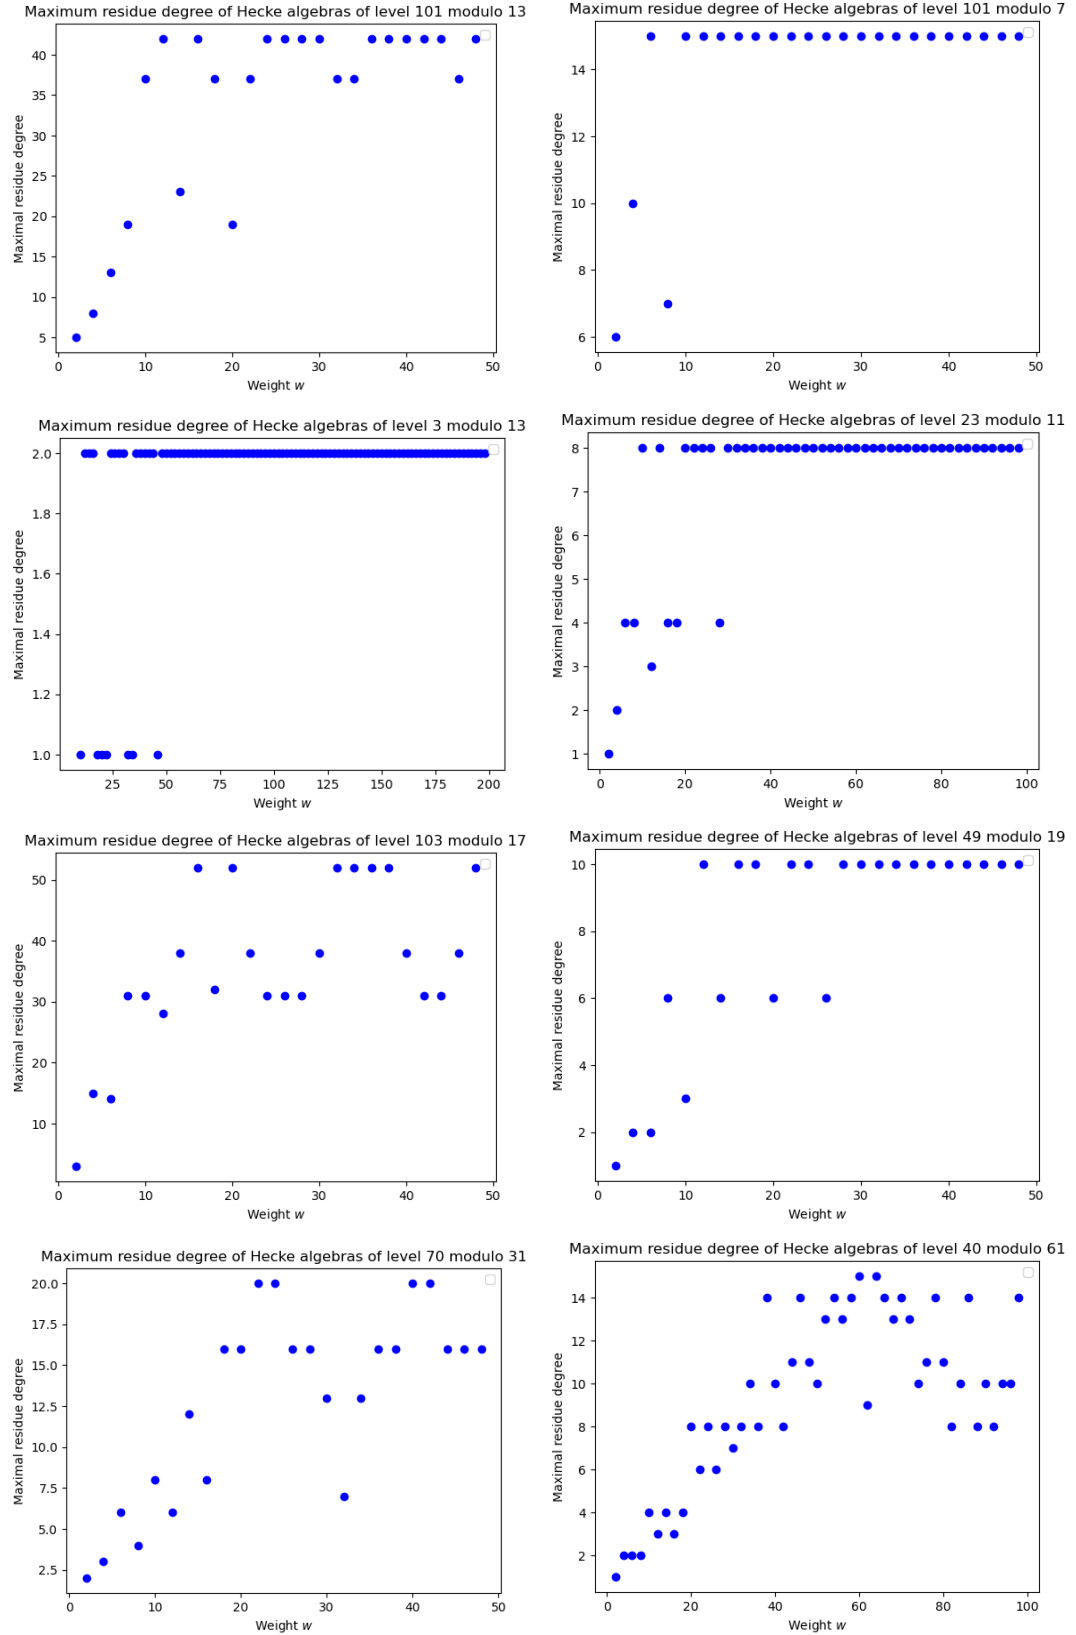 Maximum residue degree of Hecke algebras of level 101 modulo 13
Maximal residue degree
40
35
30
25
20
15
10
5
0 10 20 30 40 50
Weight w
Maximum residue degree of Hecke algebras of level 101 modulo 7
Maximal residue degree
14
12
10
8
6
0 20 40 60 80 100
Weight w
Maximum residue degree of Hecke algebras of level 3 modulo 13
Maximal residue degree
2.0
1.8
1.6
1.4
1.2
1.0
25 50 75 100 125 150 175 200
Weight w
Maximum residue degree of Hecke algebras of level 23 modulo 11
Maximal residue degree
8
7
6
5
4
3
2
1
0 20 40 60 80 100
Weight w
Maximum residue degree of Hecke algebras of level 103 modulo 17
Maximal residue degree
50
40
30
20
10
0 10 20 30 40 50
Weight w
Maximum residue degree of Hecke algebras of level 49 modulo 19
Maximal residue degree
10
8
6
4
2
0 10 20 30 40 50
Weight w
Maximum residue degree of Hecke algebras of level 70 modulo 31
Maximal residue degree
20.0
17.5
15.0
12.5
10.0
7.5
5.0
2.5
0 10 20 30 40 50
Weight w
Maximum residue degree of Hecke algebras of level 40 modulo 61
Maximal residue degree
14
12
10
8
6
4
2
0 20 40 60 80 100
Weight w